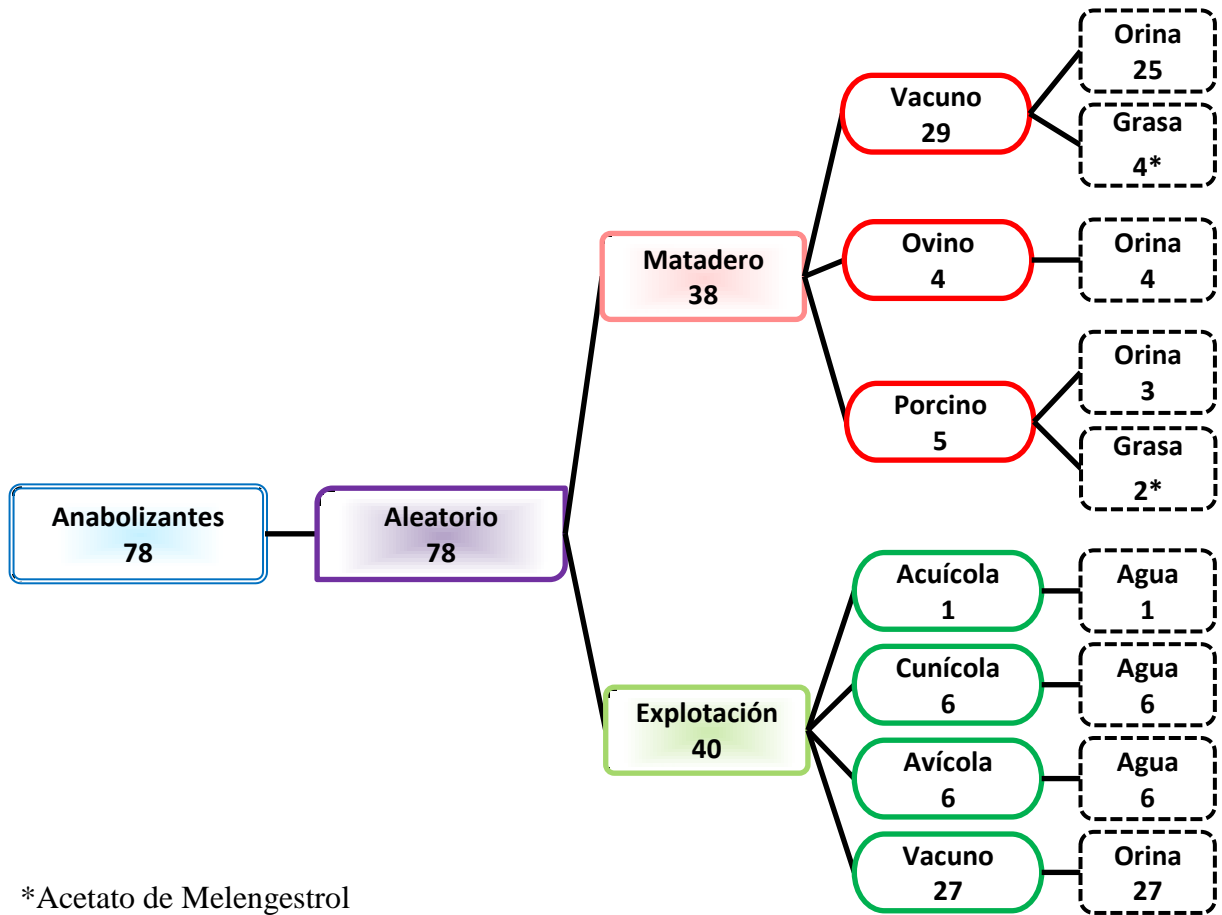 Anabolizantes
78
Aleatorio
78
Matadero
38
Vacuno
29
Orina
25
Grasa
4*
Ovino
4
Orina
4
Porcino
5
Orina
3
Grasa
2*
Explotación
40
Acuícola
1
Agua
1
Cunícola
6
Agua
6
Avícola
6
Agua
6
Vacuno
27
Orina
27
*Acetato de Melengestrol